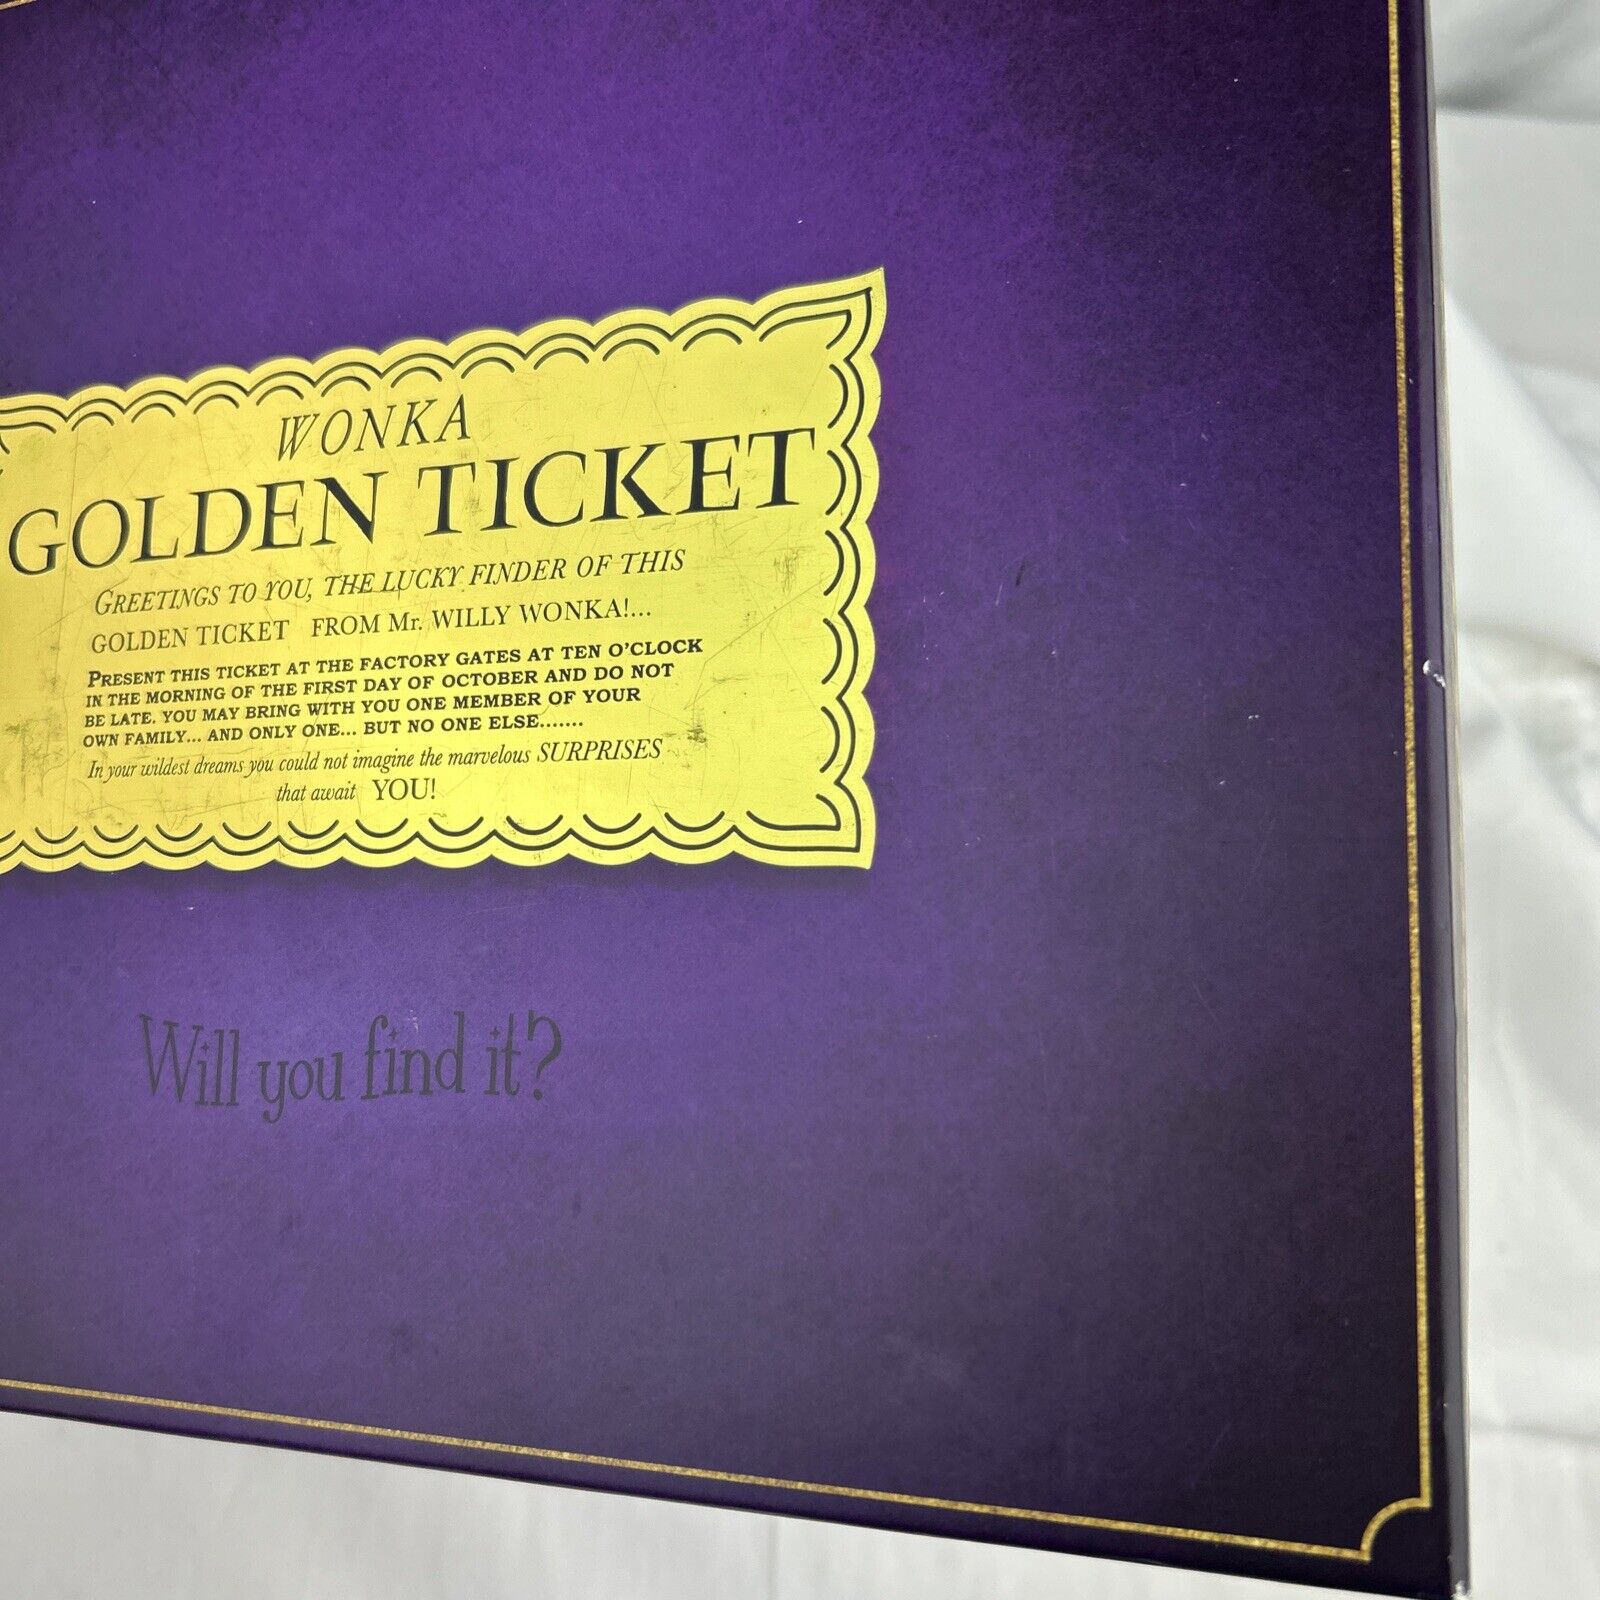 WONKA
GOLDEN TICKET
GREETINGS TO YOU, THE LUCKY FINDER OF THIS
GOLDEN TICKET FROM Mr. WILLY WONKA!...
PRESENT THIS TICKET AT THE FACTORY GATES AT TEN O'CLOCK
IN THE MORNING OF THE FIRST DAY OF OCTOBER AND DO NOT
BE LATE. YOU MAY BRING WITH YOU ONE MEMBER OF YOUR
OWN FAMILY... AND ONLY ONE... BUT NO ONE ELSE.......
In your wildest dreams you could not imagine the marvelous SURPRISES
that await YOU!
Will you find it?